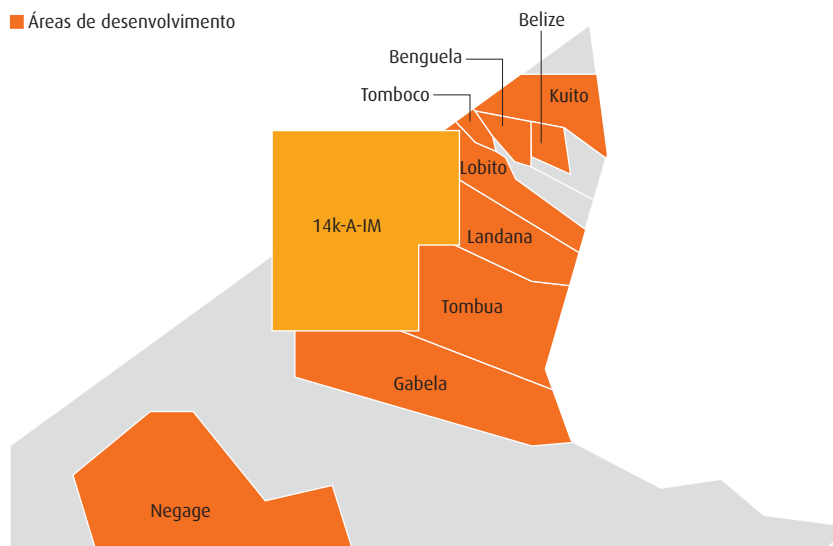 Áreas de desenvolvimento
Belize
Benguela
Tomboco
Kuito
Lobito
14k-A-IM
Landana
Tombua
Gabela
Negage